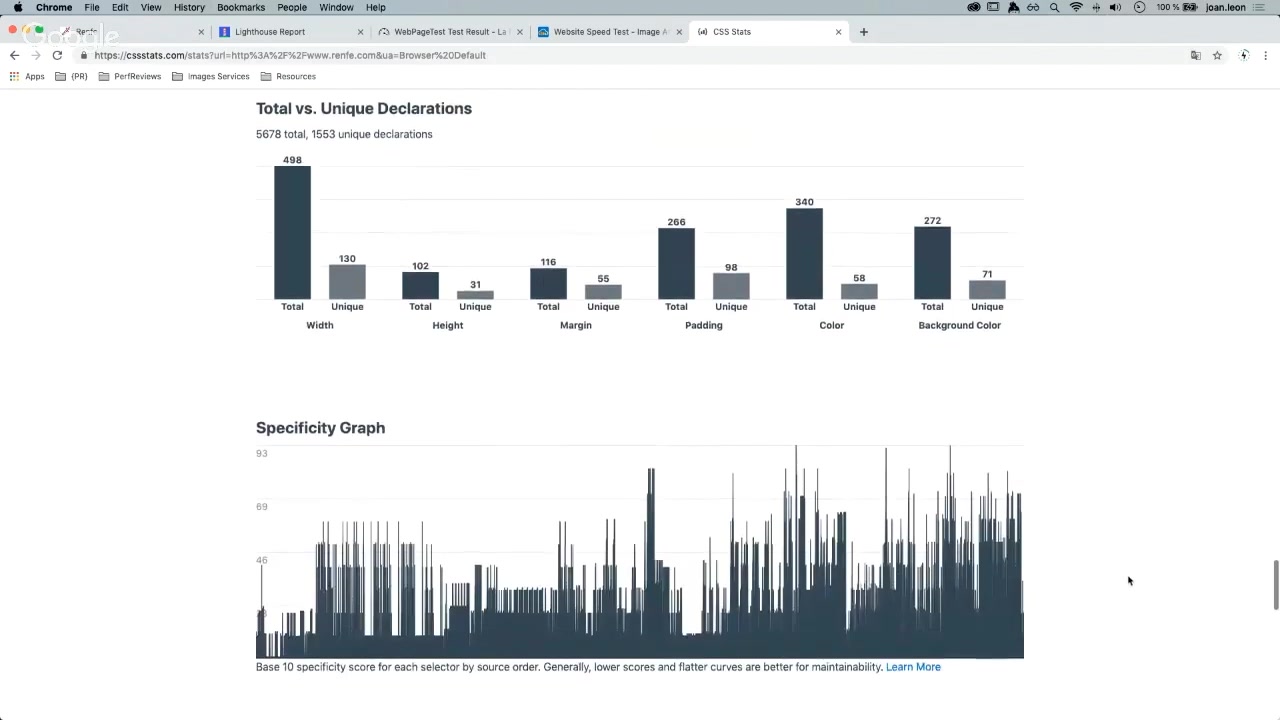 Chrome File Edit View History Bookmarks People Window Help 100 % joan.leon
Google
Lighthouse Report
WebPageTest Test Result - La
Website Speed Test - Image A
CSS Stats
https://cssstats.com/stats?url=http%3A%2F%2Fwww.renfe.com&ua=Browser%20Default
Apps {PR} PerfReviews Images Services Resources
Total vs. Unique Declarations
5678 total, 1553 unique declarations
498
130
102
31
116
55
266
98
340
58
272
71
Total Unique Total Unique Total Unique Total Unique Total Unique Total Unique
Width Height Margin Padding Color Background Color
Specificity Graph
93
69
46
Base 10 specificity score for each selector by source order. Generally, lower scores and flatter curves are better for maintainability. Learn More